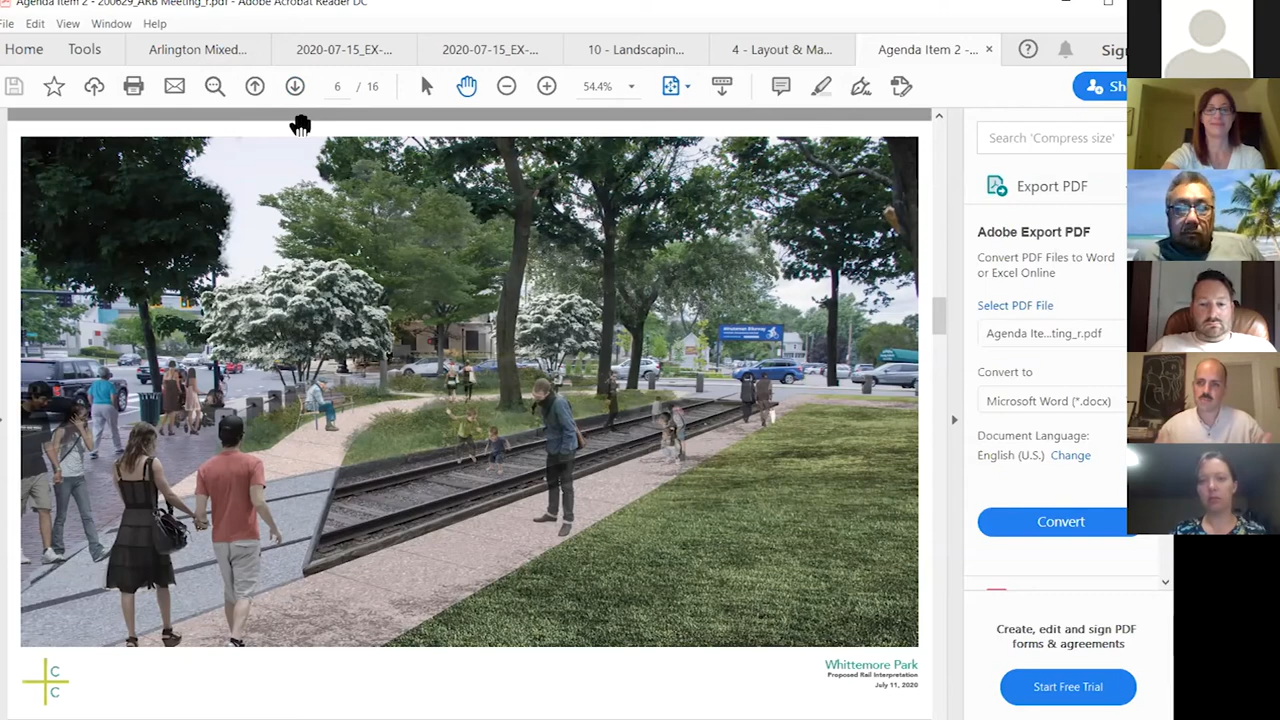 Agenda Item 2 - 200629_ARB Meeting_r.pdf - Adobe Acrobat Reader DC
File Edit View Window Help
Home Tools Arlington Mixed... 2020-07-15_EX-... 2020-07-15_EX-... 10 - Landscapin... 4 - Layout & Ma... Agenda Item 2 -... × Sig
6 / 16 54.4% Sh
Search 'Compress size'
Export PDF
Adobe Export PDF
Convert PDF Files to Word
or Excel Online
Select PDF File
Agenda Ite...ting_r.pdf
Convert to
Microsoft Word (*.docx)
Document Language:
English (U.S.) Change
Convert
Create, edit and sign PDF
forms & agreements
Start Free Trial
Minuteman Bikeway
C
C
Whittemore Park
Proposed Rail Interpretation
July 11, 2020